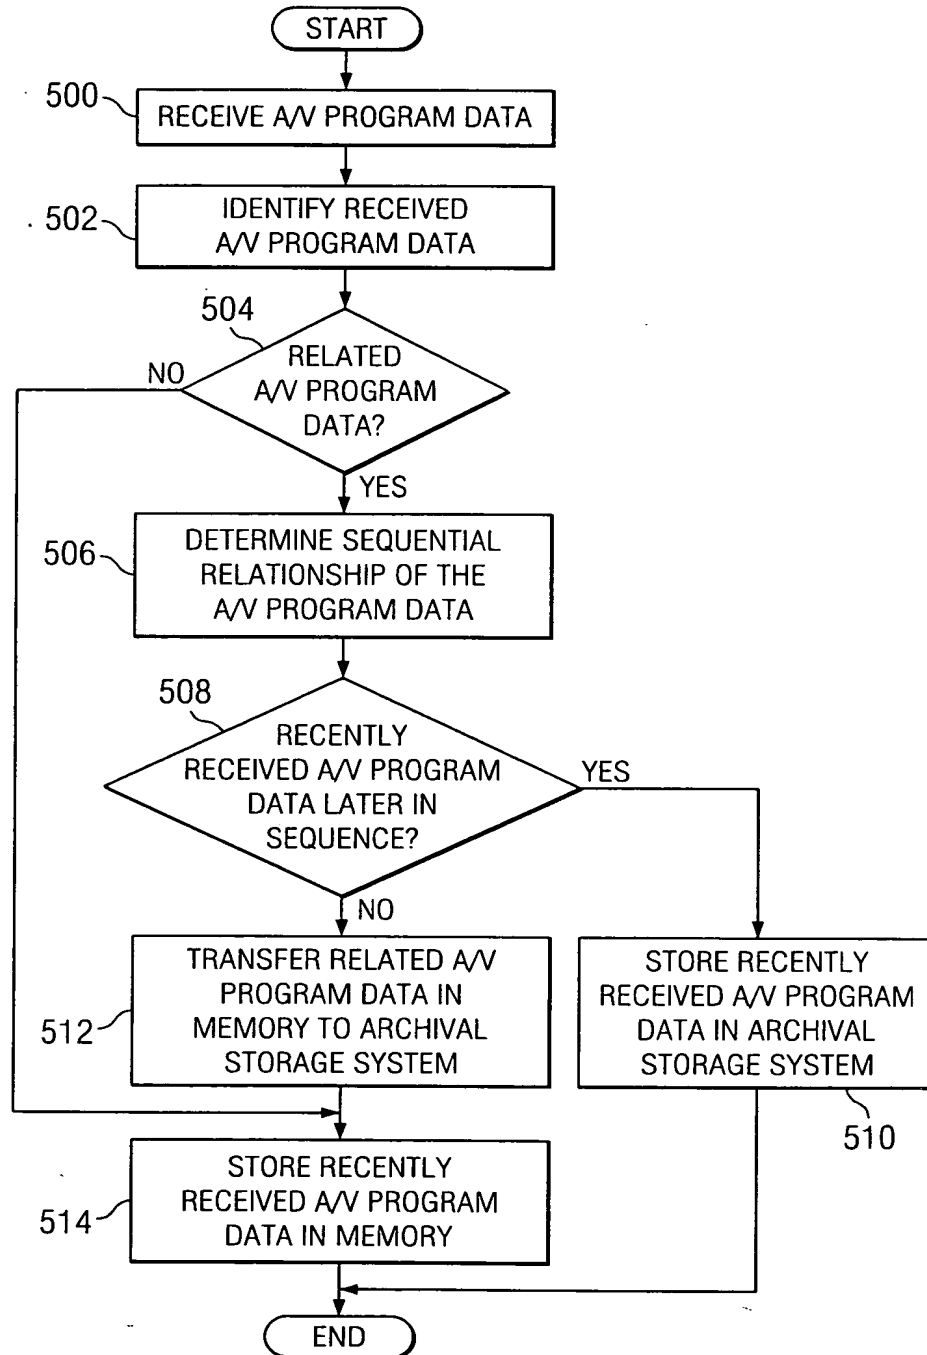 START
500
RECEIVE A/V PROGRAM DATA
502
IDENTIFY RECEIVED
A/V PROGRAM DATA
504
RELATED
A/V PROGRAM
DATA?
NO
YES
506
DETERMINE SEQUENTIAL
RELATIONSHIP OF THE
A/V PROGRAM DATA
508
RECENTLY
RECEIVED A/V PROGRAM
DATA LATER IN
SEQUENCE?
YES
NO
512
TRANSFER RELATED A/V
PROGRAM DATA IN
MEMORY TO ARCHIVAL
STORAGE SYSTEM
STORE RECENTLY
RECEIVED A/V PROGRAM
DATA IN ARCHIVAL
STORAGE SYSTEM
510
514
STORE RECENTLY
RECEIVED A/V PROGRAM
DATA IN MEMORY
END